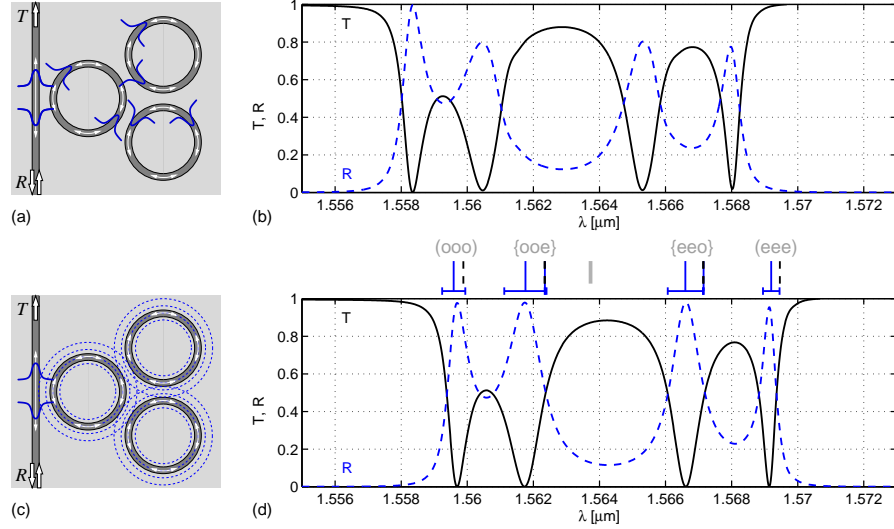 T
R
(a)
T, R
1
0.8
0.6
0.4
0.2
0
T
R
1.556 1.558 1.56 1.562 1.564 1.566 1.568 1.57 1.572
λ [μm]
(b)
(ooo) {ooe} {eeo} (eee)
T
R
(c)
T, R
1
0.8
0.6
0.4
0.2
0
T
R
1.556 1.558 1.56 1.562 1.564 1.566 1.568 1.57 1.572
λ [μm]
(d)